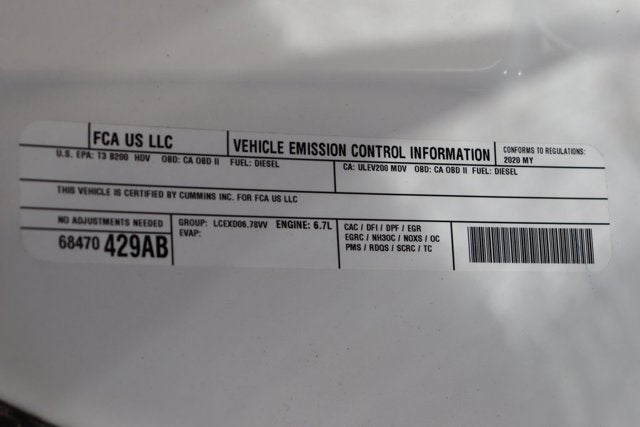 FCA US LLC
VEHICLE EMISSION CONTROL INFORMATION
CONFORMS TO REGULATIONS:
2020 MY
U.S. EPA: T3 B200 HDV OBD: CA OBD II FUEL: DIESEL
CA: ULEV200 MDV OBD: CA OBD II FUEL: DIESEL
THIS VEHICLE IS CERTIFIED BY CUMMINS INC. FOR FCA US LLC
NO ADJUSTMENTS NEEDED
68470 429AB
GROUP: LCEXD06.78VV ENGINE: 6.7L
EVAP:
CAC / DFI / DPF / EGR
EGRC / NH3OC / NOXS / OC
PMS / RDQS / SCRC / TC